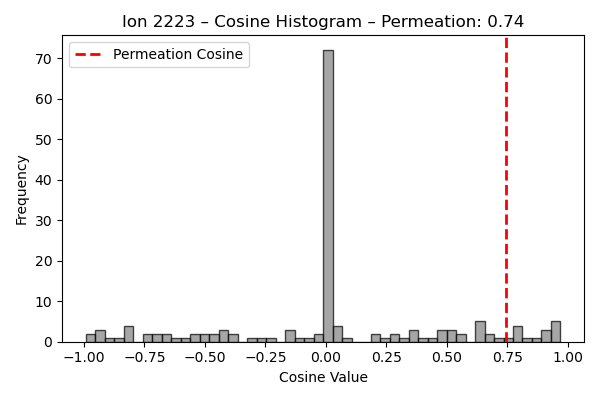 Ion 2223 – Cosine Histogram – Permeation: 0.74
Permeation Cosine
Frequency
70
60
50
40
30
20
10
0
−1.00 −0.75 −0.50 −0.25 0.00 0.25 0.50 0.75 1.00
Cosine Value